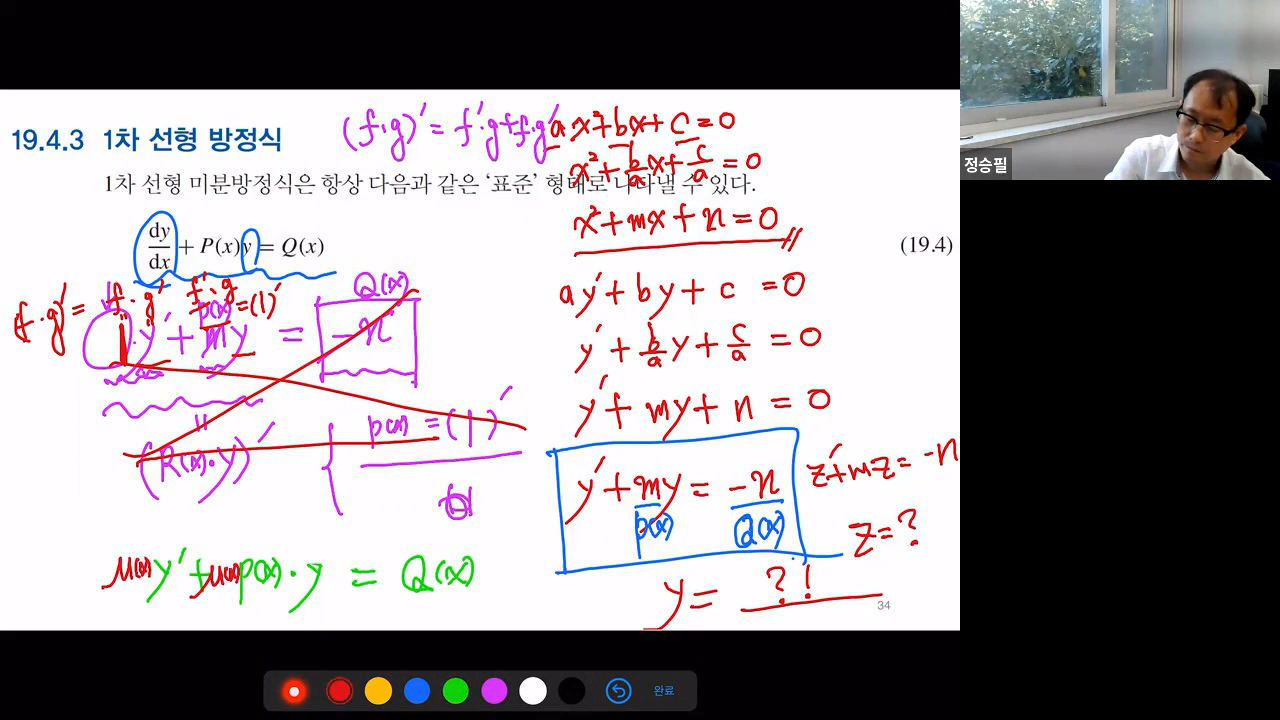 19.4.3 1차 선형 방정식
(f·g)' = f'·g+f·g'
1차 선형 미분방정식은 항상 다음과 같은 '표준' 형태로 나타낼 수 있다.
dy/dx + P(x)y = Q(x)
(19.4)
ax²+bx+c=0
x²+b/a x+c/a=0
x²+mx+n=0
ay'+by+c=0
y'+b/a y+c/a=0
y'+my+n=0
y'+my=-n
p(x) Q(x)
z'+mz=-n
z=?
y= ?!
(f·g)'= f·g' f'·g
p(x)=(1)'
1·y'+my = -n
Q(x)
(R(x)·y)'
p(x)=(1)'
μ(x)y'+μ(x)p(x)·y = Q(x)
34
정승필
완료